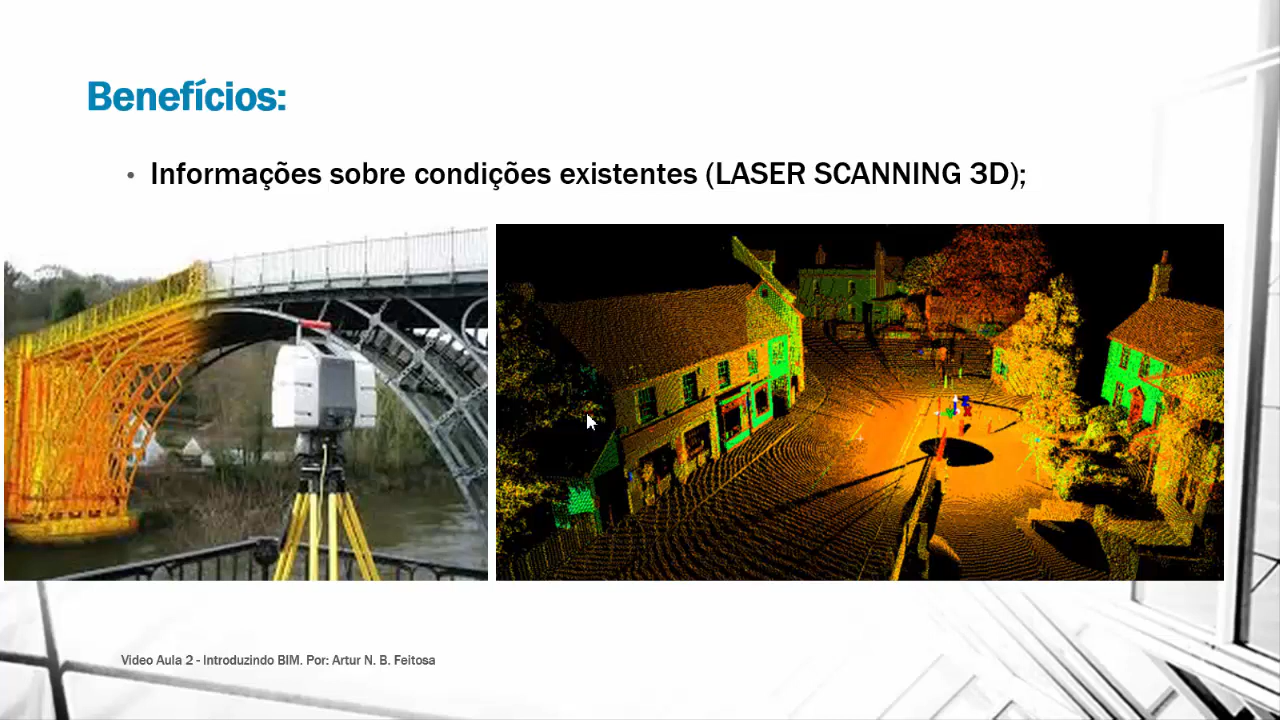 Benefícios:
• Informações sobre condições existentes (LASER SCANNING 3D);
Video Aula 2 - Introduzindo BIM. Por: Artur N. B. Feitosa